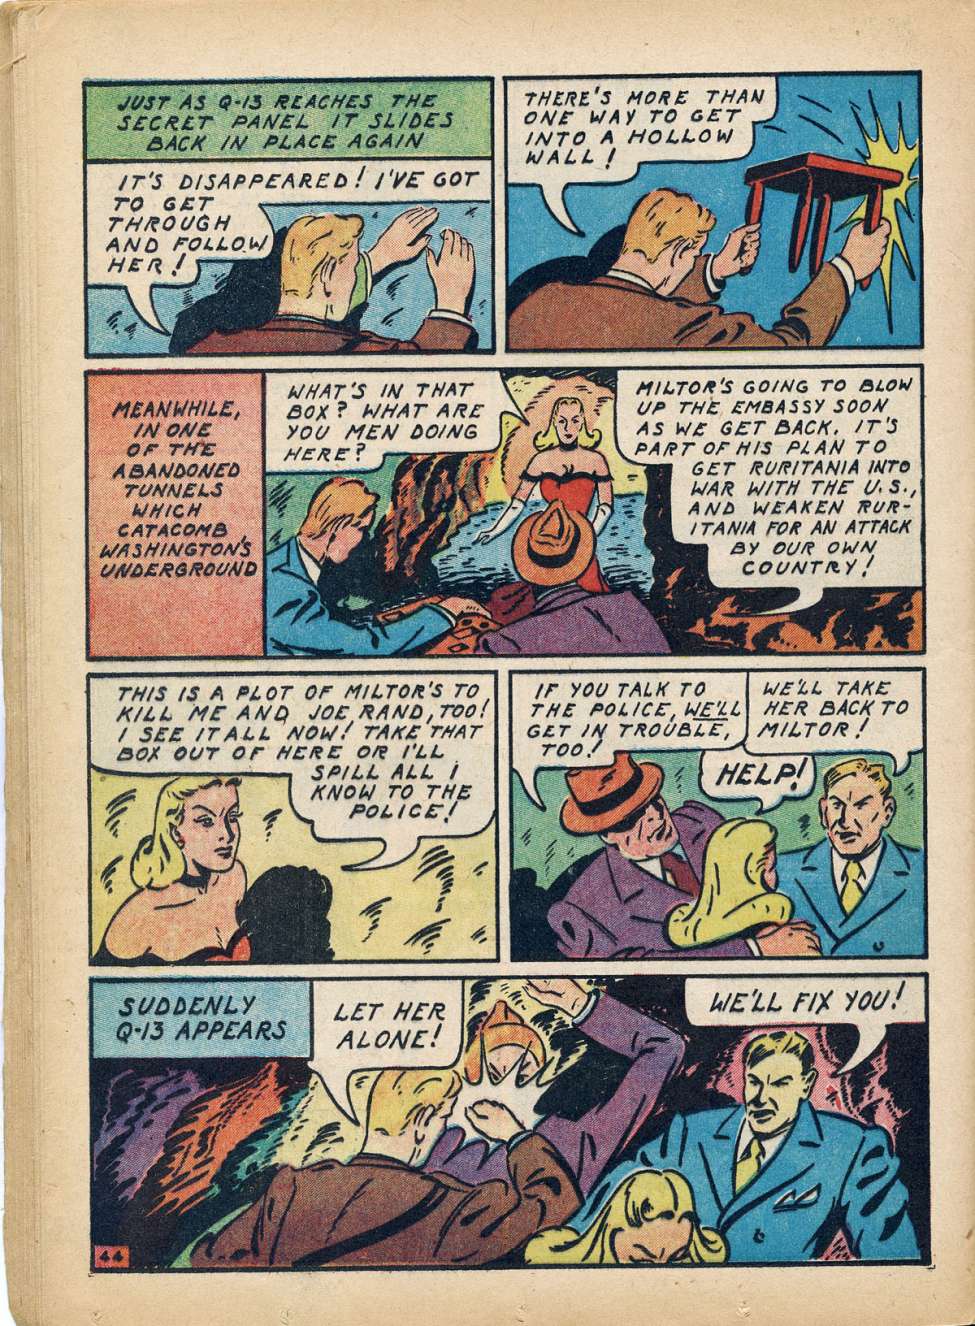 JUST AS Q-13 REACHES THE
SECRET PANEL IT SLIDES
BACK IN PLACE AGAIN
IT'S DISAPPEARED! I'VE GOT
TO GET
THROUGH
AND FOLLOW
HER!
THERE'S MORE THAN
ONE WAY TO GET
INTO A HOLLOW
WALL!
MEANWHILE,
IN ONE
OF THE
ABANDONED
TUNNELS
WHICH
CATACOMB
WASHINGTON'S
UNDERGROUND
WHAT'S IN THAT
BOX? WHAT ARE
YOU MEN DOING
HERE?
MILTOR'S GOING TO BLOW
UP THE EMBASSY SOON
AS WE GET BACK. IT'S
PART OF HIS PLAN TO
GET RURITANIA INTO
WAR WITH THE U.S.,
AND WEAKEN RUR-
ITANIA FOR AN ATTACK
BY OUR OWN
COUNTRY!
THIS IS A PLOT OF MILTOR'S TO
KILL ME AND JOE RAND, TOO!
I SEE IT ALL NOW! TAKE THAT
BOX OUT OF HERE OR I'LL
SPILL ALL I
KNOW TO THE
POLICE!
IF YOU TALK TO
THE POLICE, WE'LL
GET IN TROUBLE,
TOO!
WE'LL TAKE
HER BACK TO
MILTOR!
HELP!
SUDDENLY
Q-13 APPEARS
LET HER
ALONE!
WE'LL FIX YOU!
44